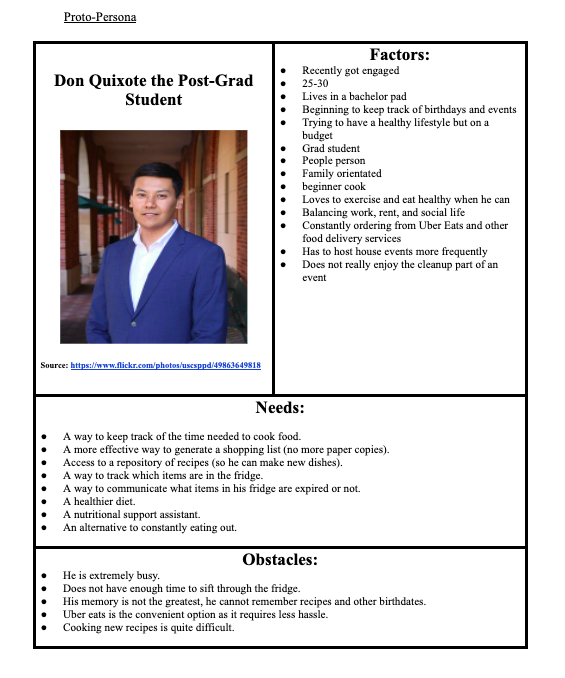 Proto-Persona
Don Quixote the Post-Grad
Student
Source: https://www.flickr.com/photos/uscsppd/49863649818
Factors:
● Recently got engaged
● 25-30
● Lives in a bachelor pad
● Beginning to keep track of birthdays and events
● Trying to have a healthy lifestyle but on a
budget
● Grad student
● People person
● Family orientated
● beginner cook
● Loves to exercise and eat healthy when he can
● Balancing work, rent, and social life
● Constantly ordering from Uber Eats and other
food delivery services
● Has to host house events more frequently
● Does not really enjoy the cleanup part of an
event
Needs:
● A way to keep track of the time needed to cook food.
● A more effective way to generate a shopping list (no more paper copies).
● Access to a repository of recipes (so he can make new dishes).
● A way to track which items are in the fridge.
● A way to communicate what items in his fridge are expired or not.
● A healthier diet.
● A nutritional support assistant.
● An alternative to constantly eating out.
Obstacles:
● He is extremely busy.
● Does not have enough time to sift through the fridge.
● His memory is not the greatest, he cannot remember recipes and other birthdates.
● Uber eats is the convenient option as it requires less hassle.
● Cooking new recipes is quite difficult.